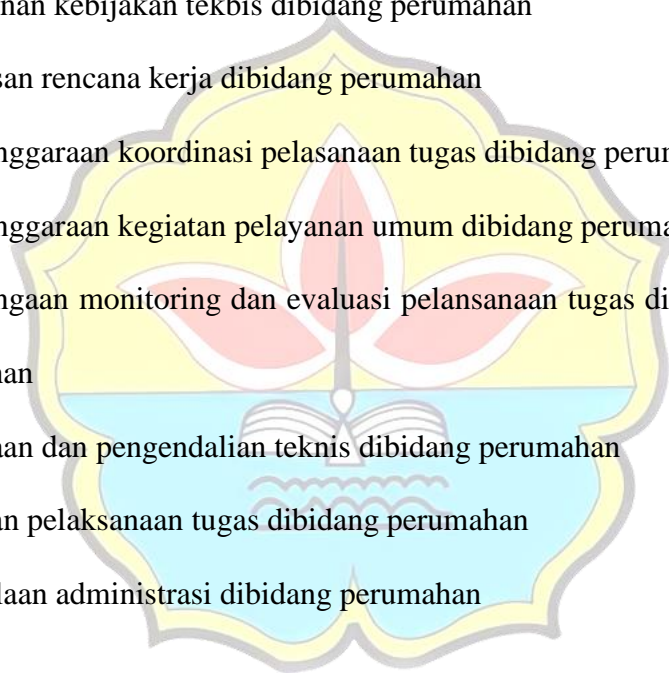 nan kebijakan tekbis dibidang perumahan
san rencana kerja dibidang perumahan
nggaraan koordinasi pelasanaan tugas dibidang perum
nggaraan kegiatan pelayanan umum dibidang peruma
ngaan monitoring dan evaluasi pelansanaan tugas di
nan
aan dan pengendalian teknis dibidang perumahan
an pelaksanaan tugas dibidang perumahan
laan administrasi dibidang perumahan